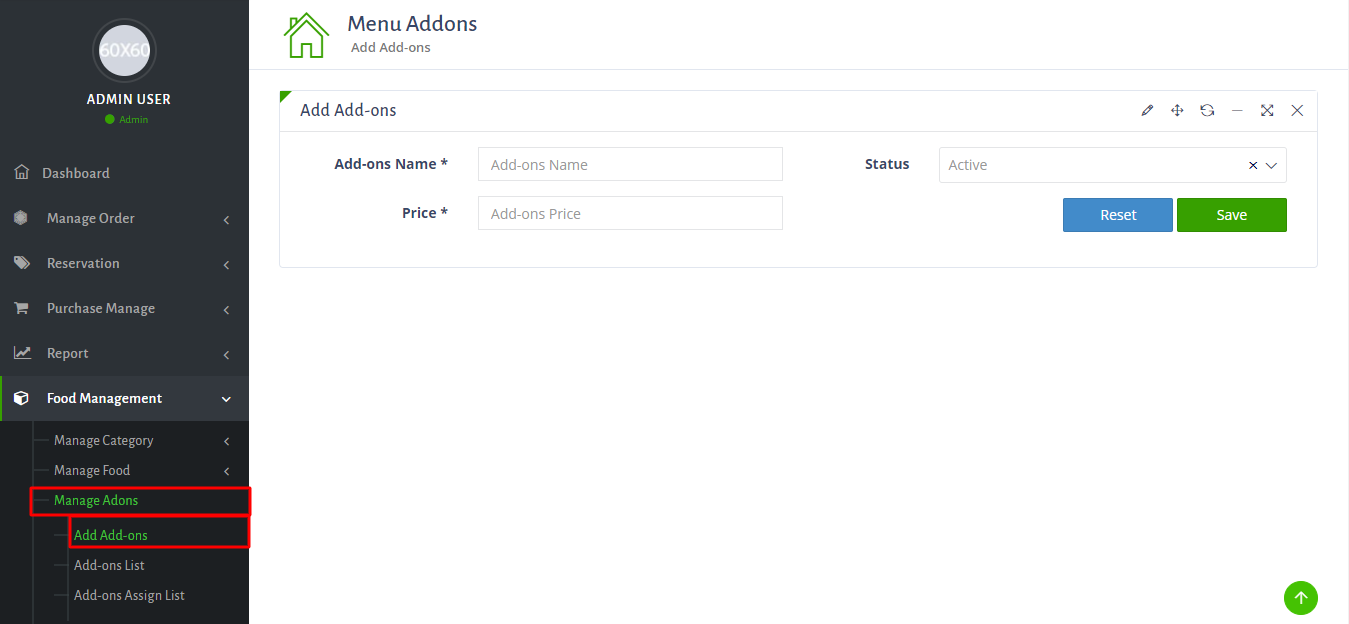 60X60
ADMIN USER
Admin
Dashboard
Manage Order
Reservation
Purchase Manage
Report
Food Management
Manage Category
Manage Food
Manage Adons
Add Add-ons
Add-ons List
Add-ons Assign List
Menu Addons
Add Add-ons
Add Add-ons
Add-ons Name * Add-ons Name Status Active
Price * Add-ons Price Reset Save